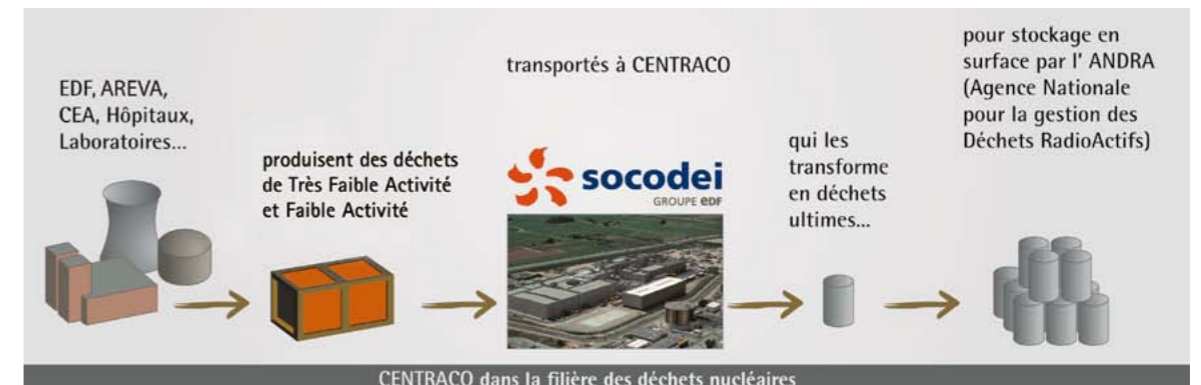 EDF, AREVA,
CEA, Hôpitaux,
Laboratoires...
produisent des déchets
de Très Faible Activité
et Faible Activité
transportés à CENTRACO
socodei
GROUPE EDF
qui les
transforme
en déchets
ultimes...
pour stockage en
surface par l' ANDRA
(Agence Nationale
pour la gestion des
Déchets RadioActifs)
CENTRACO dans la filière des déchets nucléaires